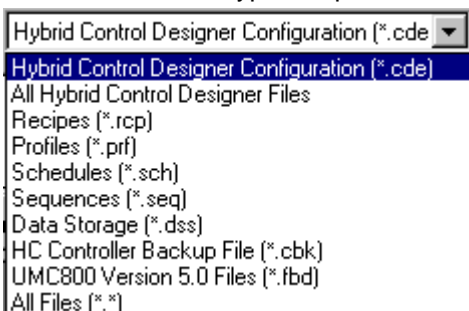 Hybrid Control Designer Configuration (*.cde
Hybrid Control Designer Configuration (*.cde)
All Hybrid Control Designer Files
Recipes (*.rcp)
Profiles (*.prf)
Schedules (*.sch)
Sequences (*.seq)
Data Storage (*.dss)
HC Controller Backup File (*.cbk)
UMC800 Version 5.0 Files (*.fbd)
All Files (*.*)